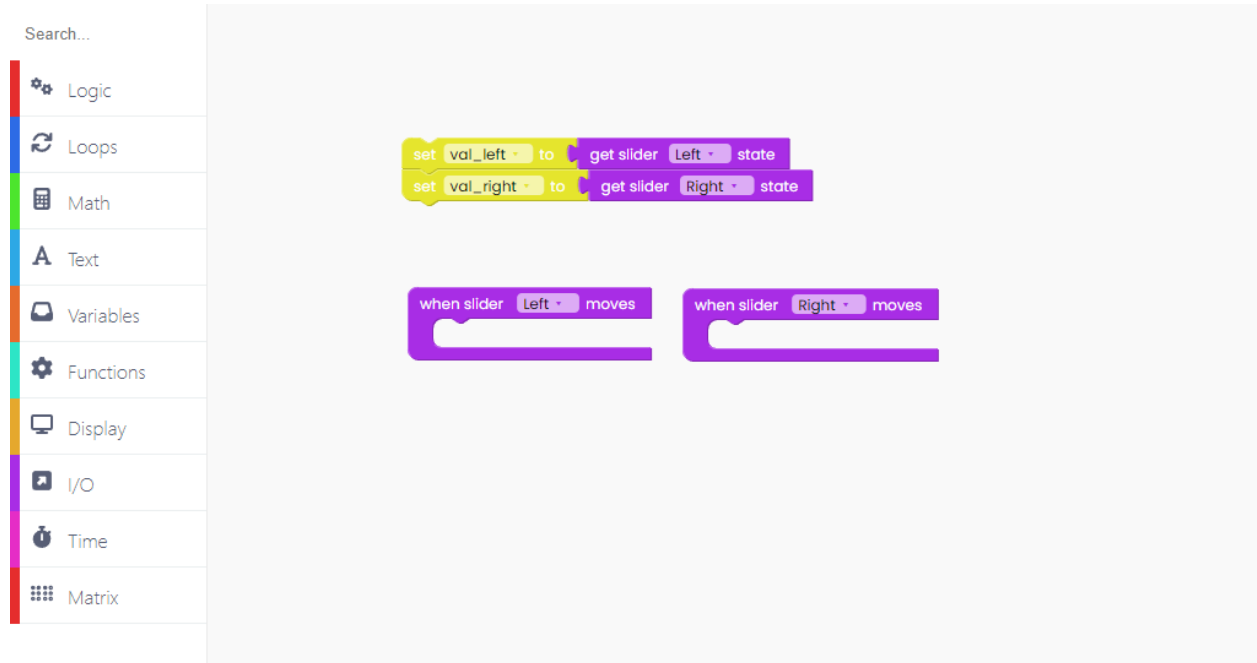 Search...
Logic
Loops
Math
Text
Variables
Functions
Display
I/O
Time
Matrix
set val_left to get slider Left state
set val_right to get slider Right state
when slider Left moves
when slider Right moves